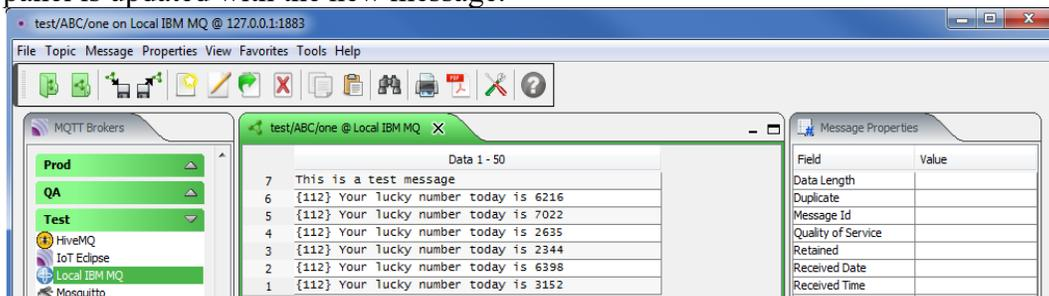 panel is updated with the new message.
test/ABC/one on Local IBM MQ @ 127.0.0.1:1883
File Topic Message Properties View Favorites Tools Help
MQTT Brokers
Prod
QA
Test
HiveMQ
IoT Eclipse
Local IBM MQ
Mosquitto
test/ABC/one @ Local IBM MQ X
Data 1 - 50
7 This is a test message
6 {112} Your lucky number today is 6216
5 {112} Your lucky number today is 7022
4 {112} Your lucky number today is 2635
3 {112} Your lucky number today is 2344
2 {112} Your lucky number today is 6398
1 {112} Your lucky number today is 3152
Message Properties
Field Value
Data Length
Duplicate
Message Id
Quality of Service
Retained
Received Date
Received Time